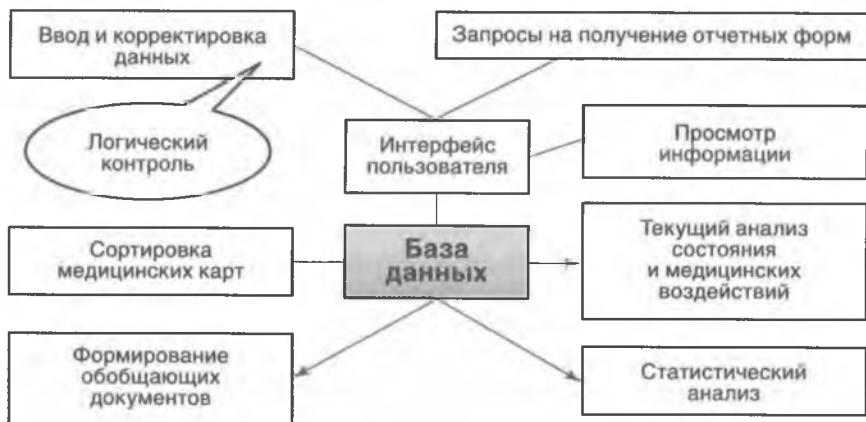 Ввод и корректировка
данных
Запросы на получение отчетных форм
Логический
контроль
Интерфейс
пользователя
Просмотр
информации
Сортировка
медицинских карт
База
данных
Текущий анализ
состояния
и медицинских
воздействий
Формирование
обобщающих
документов
Статистический
анализ